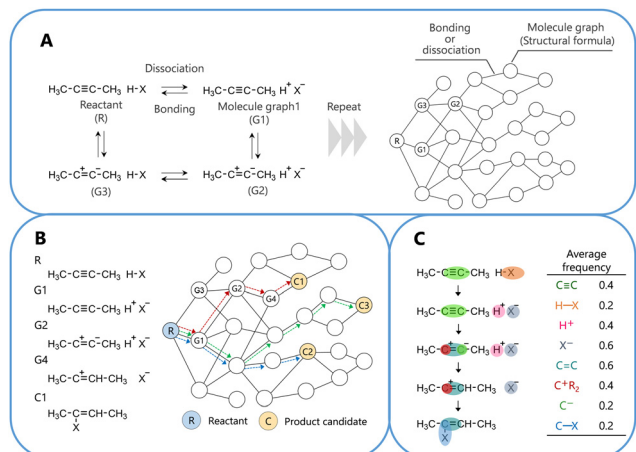 A
Dissociation
H₃C-C≡C-CH₃ H-X
H₃C-C≡C-CH₃ H⁺ X⁻
Reactant
(R)
Bonding
Molecule graph1
(G1)
H₃C-C⁺=C⁻-CH₃ H-X
(G3)
H₃C-C⁺=C⁻-CH₃ H⁺ X⁻
(G2)
Repeat
Bonding
or
dissociation
Molecule graph
(Structural formula)
G3
G2
R
G1
B
R
H₃C-C≡C-CH₃ H-X
G1
H₃C-C≡C-CH₃ H⁺ X⁻
G2
H₃C-C⁺=C⁻-CH₃ H⁺ X⁻
G4
H₃C-C⁺=CH-CH₃ X⁻
C1
H₃C-C=CH-CH₃
X
G3
G2
G4
C1
R
G1
C3
C2
R Reactant
C Product candidate
C
H₃C-C≡C-CH₃ H-X
H₃C-C≡C-CH₃ H⁺ X⁻
H₃C-C⁺=C⁻-CH₃ H⁺ X⁻
H₃C-C⁺=CH-CH₃ X⁻
H₃C-C=CH-CH₃
X
Average
frequency
C≡C 0.4
H—X 0.2
H⁺ 0.4
X⁻ 0.6
C=C 0.6
C⁺R₂ 0.4
C⁻ 0.2
C—X 0.2